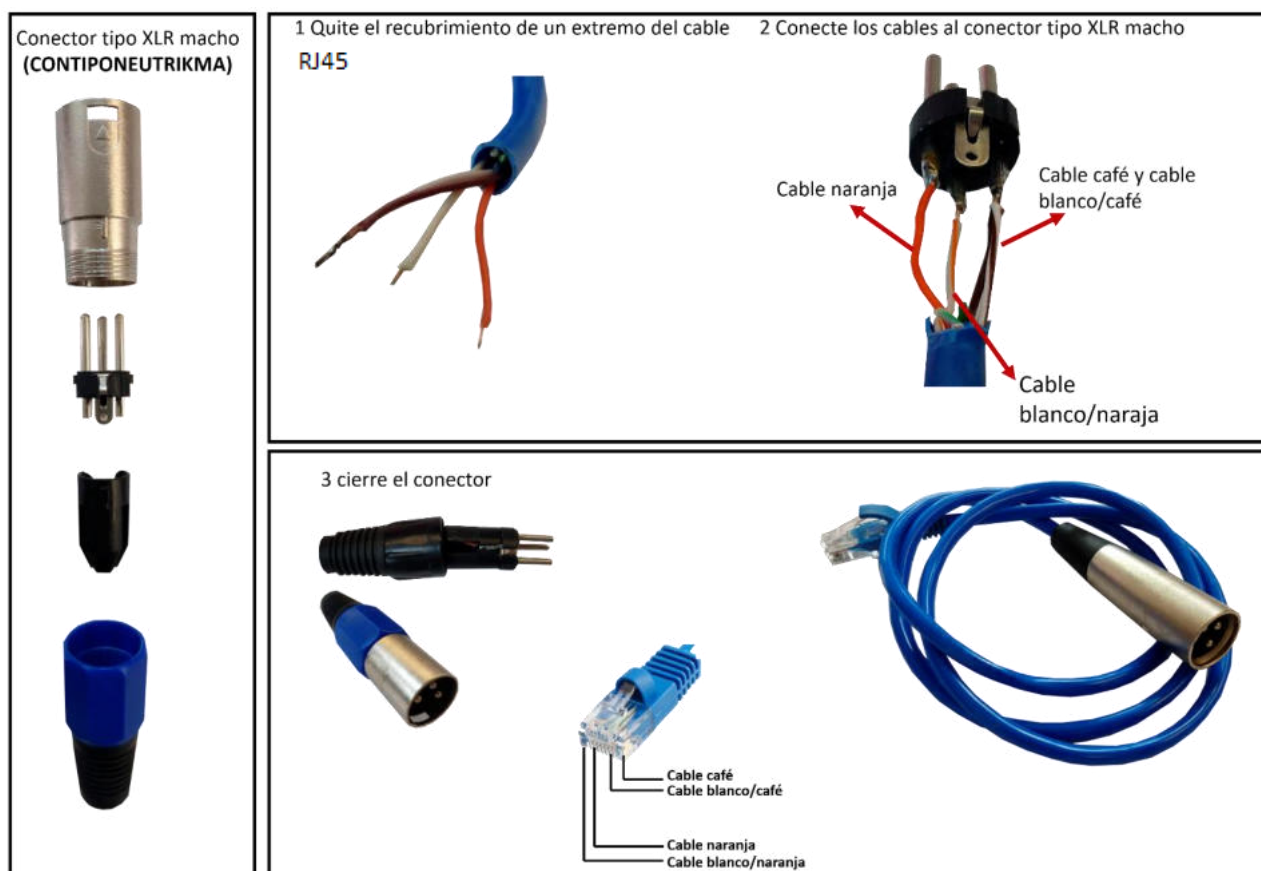 Conector tipo XLR macho
(CONTIPONEUTRIKMA)
1 Quite el recubrimiento de un extremo del cable
RJ45
2 Conecte los cables al conector tipo XLR macho
Cable naranja
Cable café y cable
blanco/café
Cable
blanco/naraja
3 cierre el conector
Cable café
Cable blanco/café
Cable naranja
Cable blanco/naranja